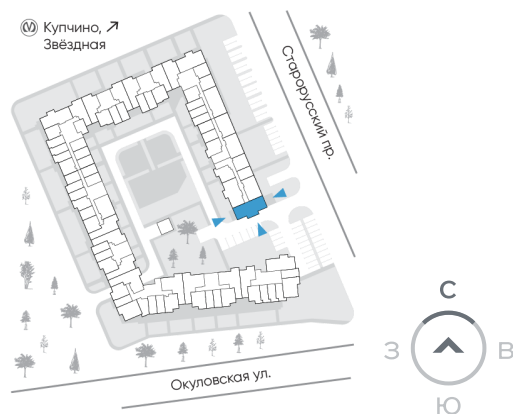 Купчино, ↗
Звёздная
Старорусский пр.
Окуловская ул.
С
З
В
Ю